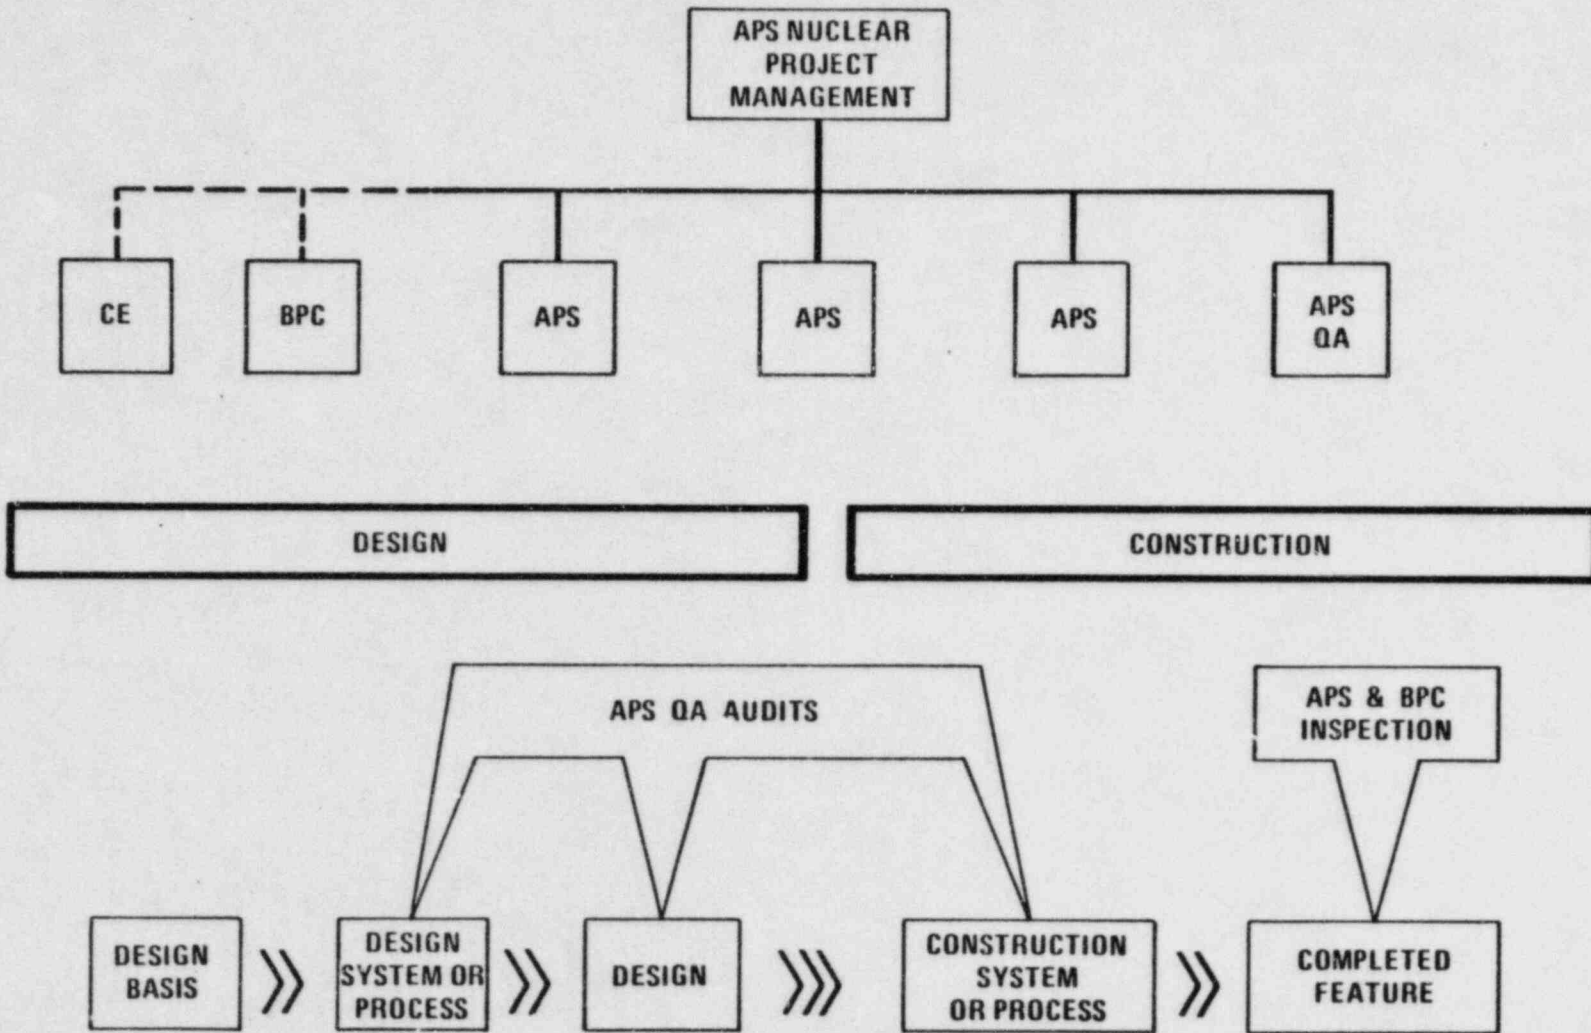 APS NUCLEAR
PROJECT
MANAGEMENT
CE
BPC
APS
APS
APS
APS
QA
DESIGN
CONSTRUCTION
APS QA AUDITS
APS & BPC
INSPECTION
DESIGN
BASIS
DESIGN
SYSTEM OR
PROCESS
DESIGN
CONSTRUCTION
SYSTEM
OR PROCESS
COMPLETED
FEATURE